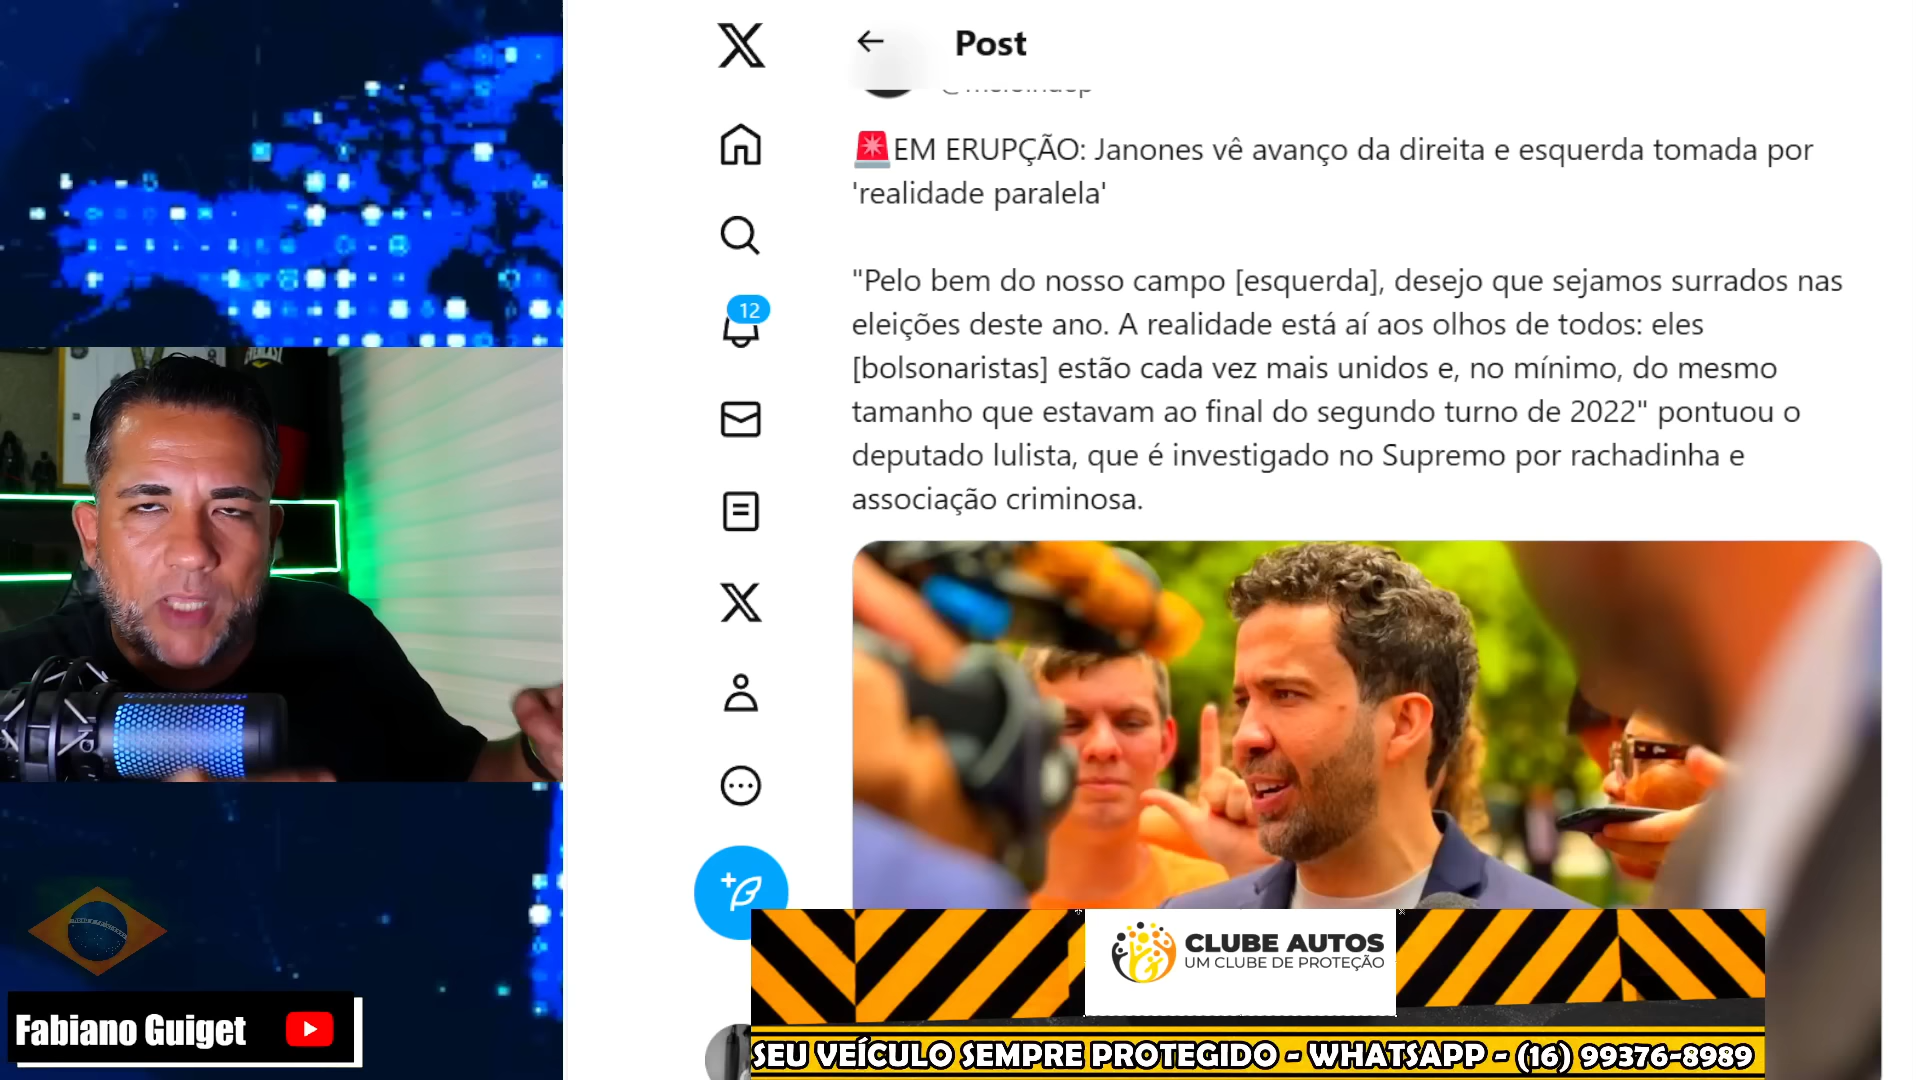 Post
🚨EM ERUPÇÃO: Janones vê avanço da direita e esquerda tomada por
'realidade paralela'
"Pelo bem do nosso campo [esquerda], desejo que sejamos surrados nas
eleições deste ano. A realidade está aí aos olhos de todos: eles
[bolsonaristas] estão cada vez mais unidos e, no mínimo, do mesmo
tamanho que estavam ao final do segundo turno de 2022" pontuou o
deputado lulista, que é investigado no Supremo por rachadinha e
associação criminosa.
12
EVERLAST
Fabiano Guiget
CLUBE AUTOS
UM CLUBE DE PROTEÇÃO
SEU VEÍCULO SEMPRE PROTEGIDO - WHATSAPP - (16) 99376-8989